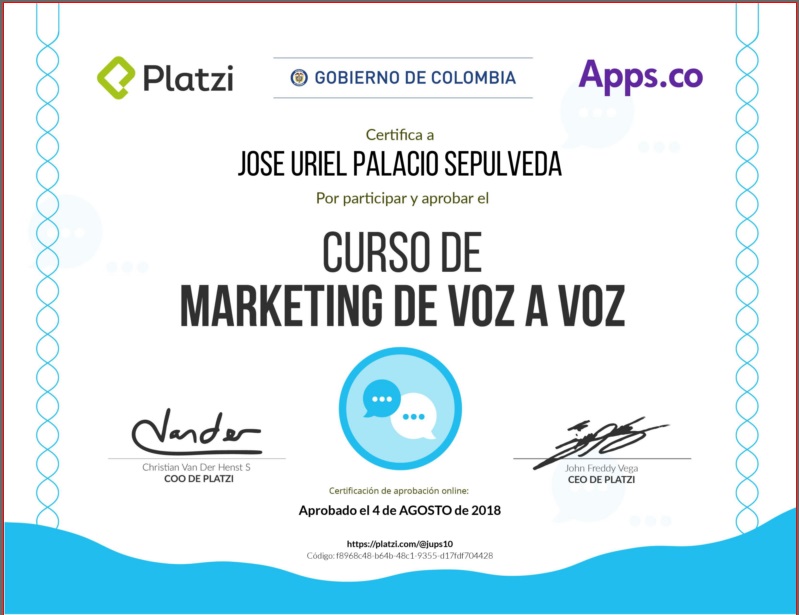 Platzi
GOBIERNO DE COLOMBIA
Apps.co
Certifica a
JOSE URIEL PALACIO SEPULVEDA
Por participar y aprobar el
CURSO DE
MARKETING DE VOZ A VOZ
Christian Van Der Henst S
COO DE PLATZI
John Freddy Vega
CEO DE PLATZI
Certificación de aprobación online:
Aprobado el 4 de AGOSTO de 2018
https://platzi.com/@jups10
Código: f8968c48-b64b-48c1-9355-d17fdf704428